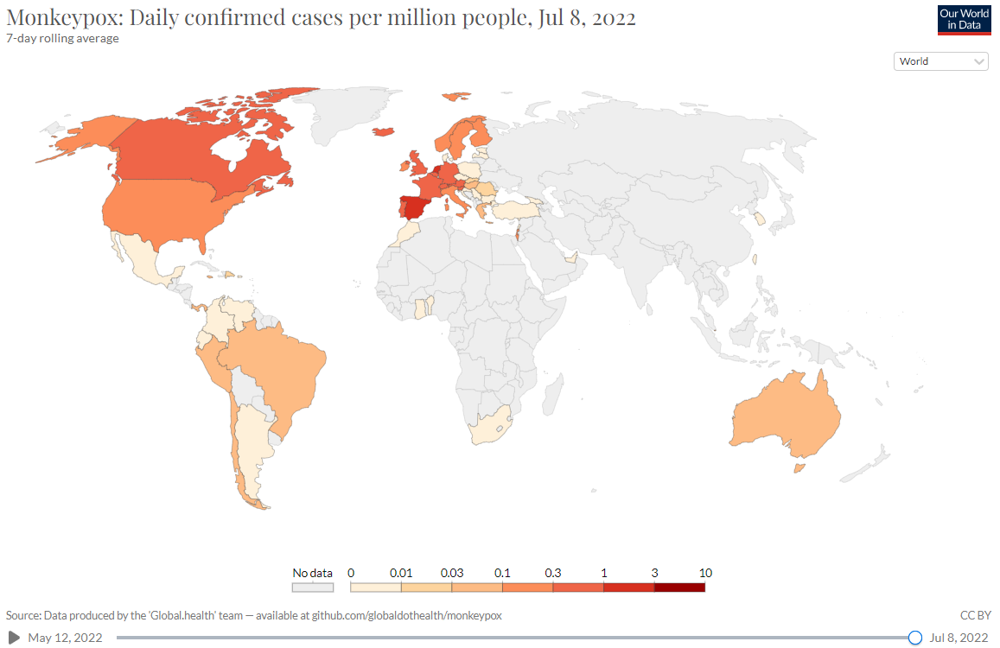 Monkeypox: Daily confirmed cases per million people, Jul 8, 2022
7-day rolling average
Our World
in Data
World
No data 0 0.01 0.03 0.1 0.3 1 3 10
Source: Data produced by the 'Global.health' team — available at github.com/globaldothealth/monkeypox
CC BY
May 12, 2022
Jul 8, 2022